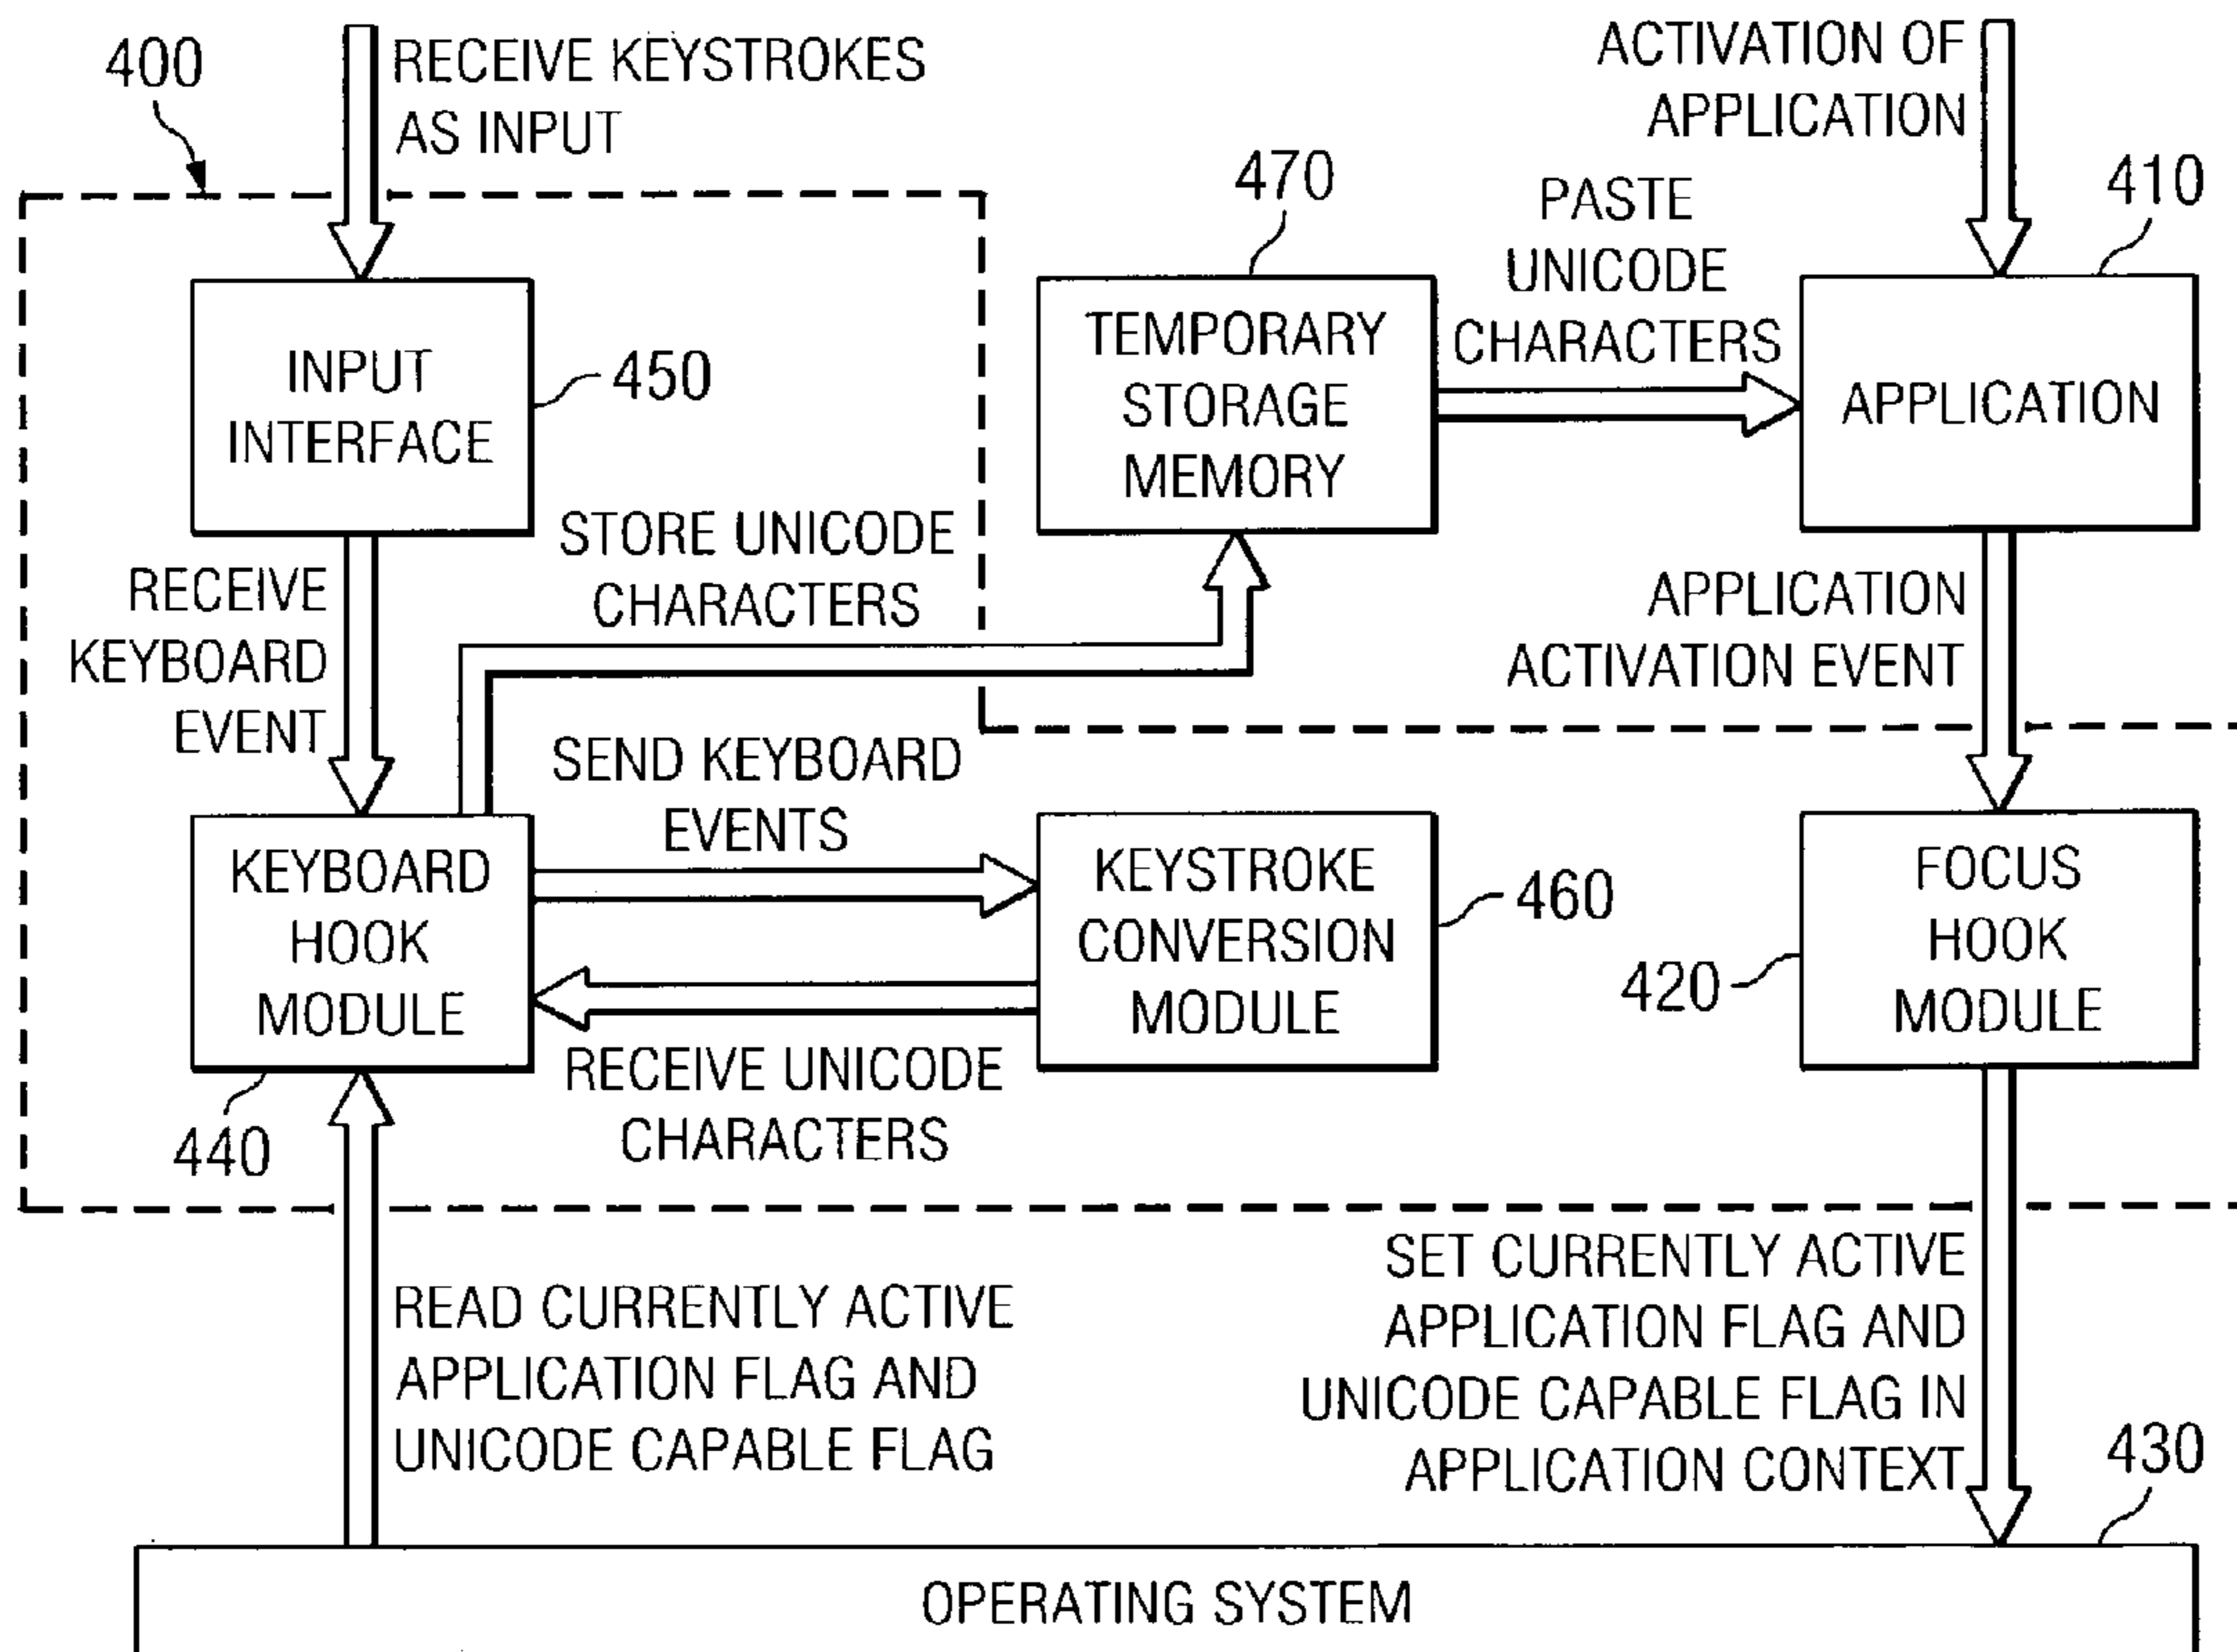 400
RECEIVE KEYSTROKES
AS INPUT
ACTIVATION OF
APPLICATION
470
PASTE
UNICODE
CHARACTERS
410
INPUT
INTERFACE
450
TEMPORARY
STORAGE
MEMORY
APPLICATION
STORE UNICODE
CHARACTERS
RECEIVE
KEYBOARD
EVENT
APPLICATION
ACTIVATION EVENT
SEND KEYBOARD
EVENTS
KEYBOARD
HOOK
MODULE
KEYSTROKE
CONVERSION
MODULE
460
FOCUS
HOOK
MODULE
420
RECEIVE UNICODE
CHARACTERS
440
READ CURRENTLY ACTIVE
APPLICATION FLAG AND
UNICODE CAPABLE FLAG
SET CURRENTLY ACTIVE
APPLICATION FLAG AND
UNICODE CAPABLE FLAG IN
APPLICATION CONTEXT
430
OPERATING SYSTEM